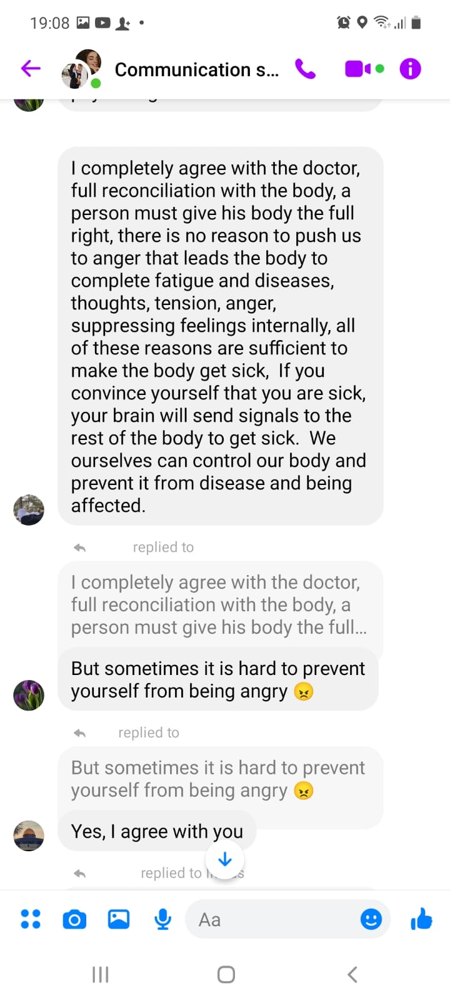 19:08
Communication s...
I completely agree with the doctor,
full reconciliation with the body, a
person must give his body the full
right, there is no reason to push us
to anger that leads the body to
complete fatigue and diseases,
thoughts, tension, anger,
suppressing feelings internally, all
of these reasons are sufficient to
make the body get sick,  If you
convince yourself that you are sick,
your brain will send signals to the
rest of the body to get sick.  We
ourselves can control our body and
prevent it from disease and being
affected.
replied to
I completely agree with the doctor,
full reconciliation with the body, a
person must give his body the full...
But sometimes it is hard to prevent
yourself from being angry 😠
replied to
But sometimes it is hard to prevent
yourself from being angry 😠
Yes, I agree with you
replied to
Aa